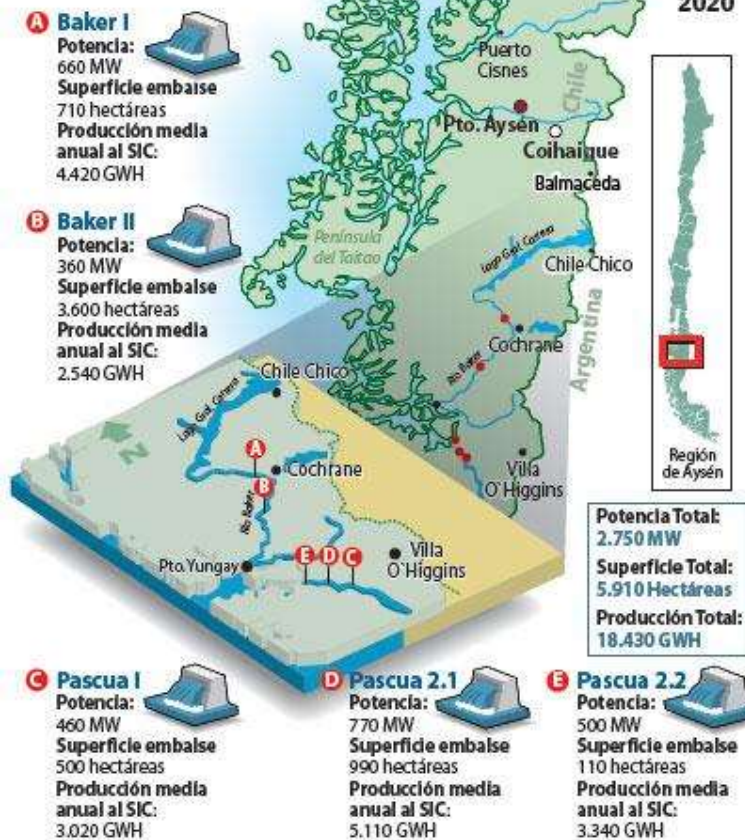 2020
A Baker I
Potencia:
660 MW
Superficie embalse
710 hectáreas
Producción media
anual al SIC:
4.420 GWH
B Baker II
Potencia:
360 MW
Superficie embalse
3.600 hectáreas
Producción media
anual al SIC:
2.540 GWH
Puerto
Cisnes
Chile
Pto. Aysén
Coihaique
Balmaceda
Península
del Taitao
Lago Gral. Carrera
Chile Chico
Argentina
Cochrane
Río Baker
Villa
O'Higgins
Región
de Aysén
Chile Chico
Lago Gral. Carrera
N
A
Cochrane
B
Río Baker
Pto. Yungay
E D C
Villa
O'Higgins
Potencia Total:
2.750 MW
Superficie Total:
5.910 Hectáreas
Producción Total:
18.430 GWH
C Pascua I
Potencia:
460 MW
Superficie embalse
500 hectáreas
Producción media
anual al SIC:
3.020 GWH
D Pascua 2.1
Potencia:
770 MW
Superficie embalse
990 hectáreas
Producción media
anual al SIC:
5.110 GWH
E Pascua 2.2
Potencia:
500 MW
Superficie embalse
110 hectáreas
Producción media
anual al SIC:
3.340 GWH